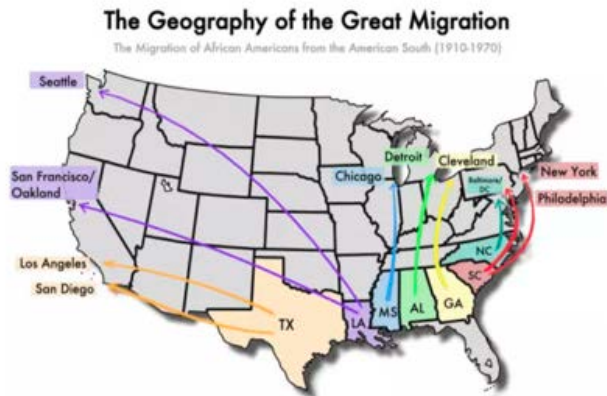 The Geography of the Great Migration
The Migration of African Americans from the American South (1910-1970)
Seattle
San Francisco/
Oakland
Los Angeles
San Diego
Chicago
Detroit
Cleveland
Baltimore/
DC
New York
Philadelphia
NC
SC
TX
LA
MS
AL
GA